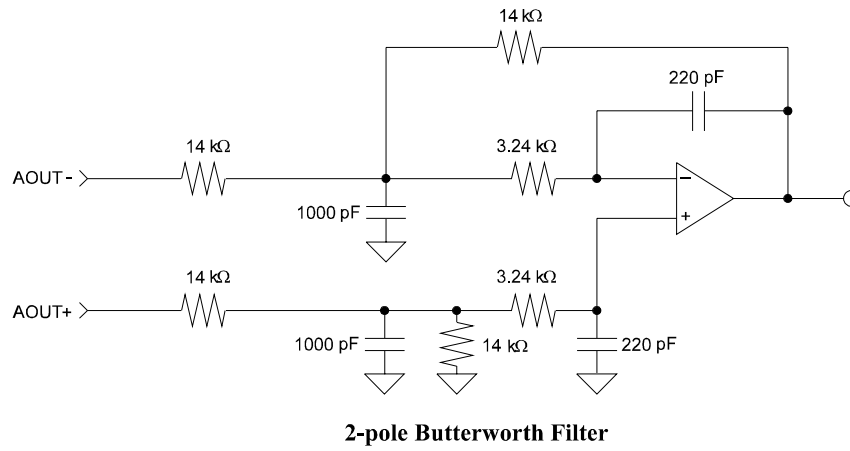 14 kΩ
220 pF
14 kΩ
3.24 kΩ
AOUT -
−
+
1000 pF
14 kΩ
3.24 kΩ
AOUT+
1000 pF
14 kΩ
220 pF
2-pole Butterworth Filter